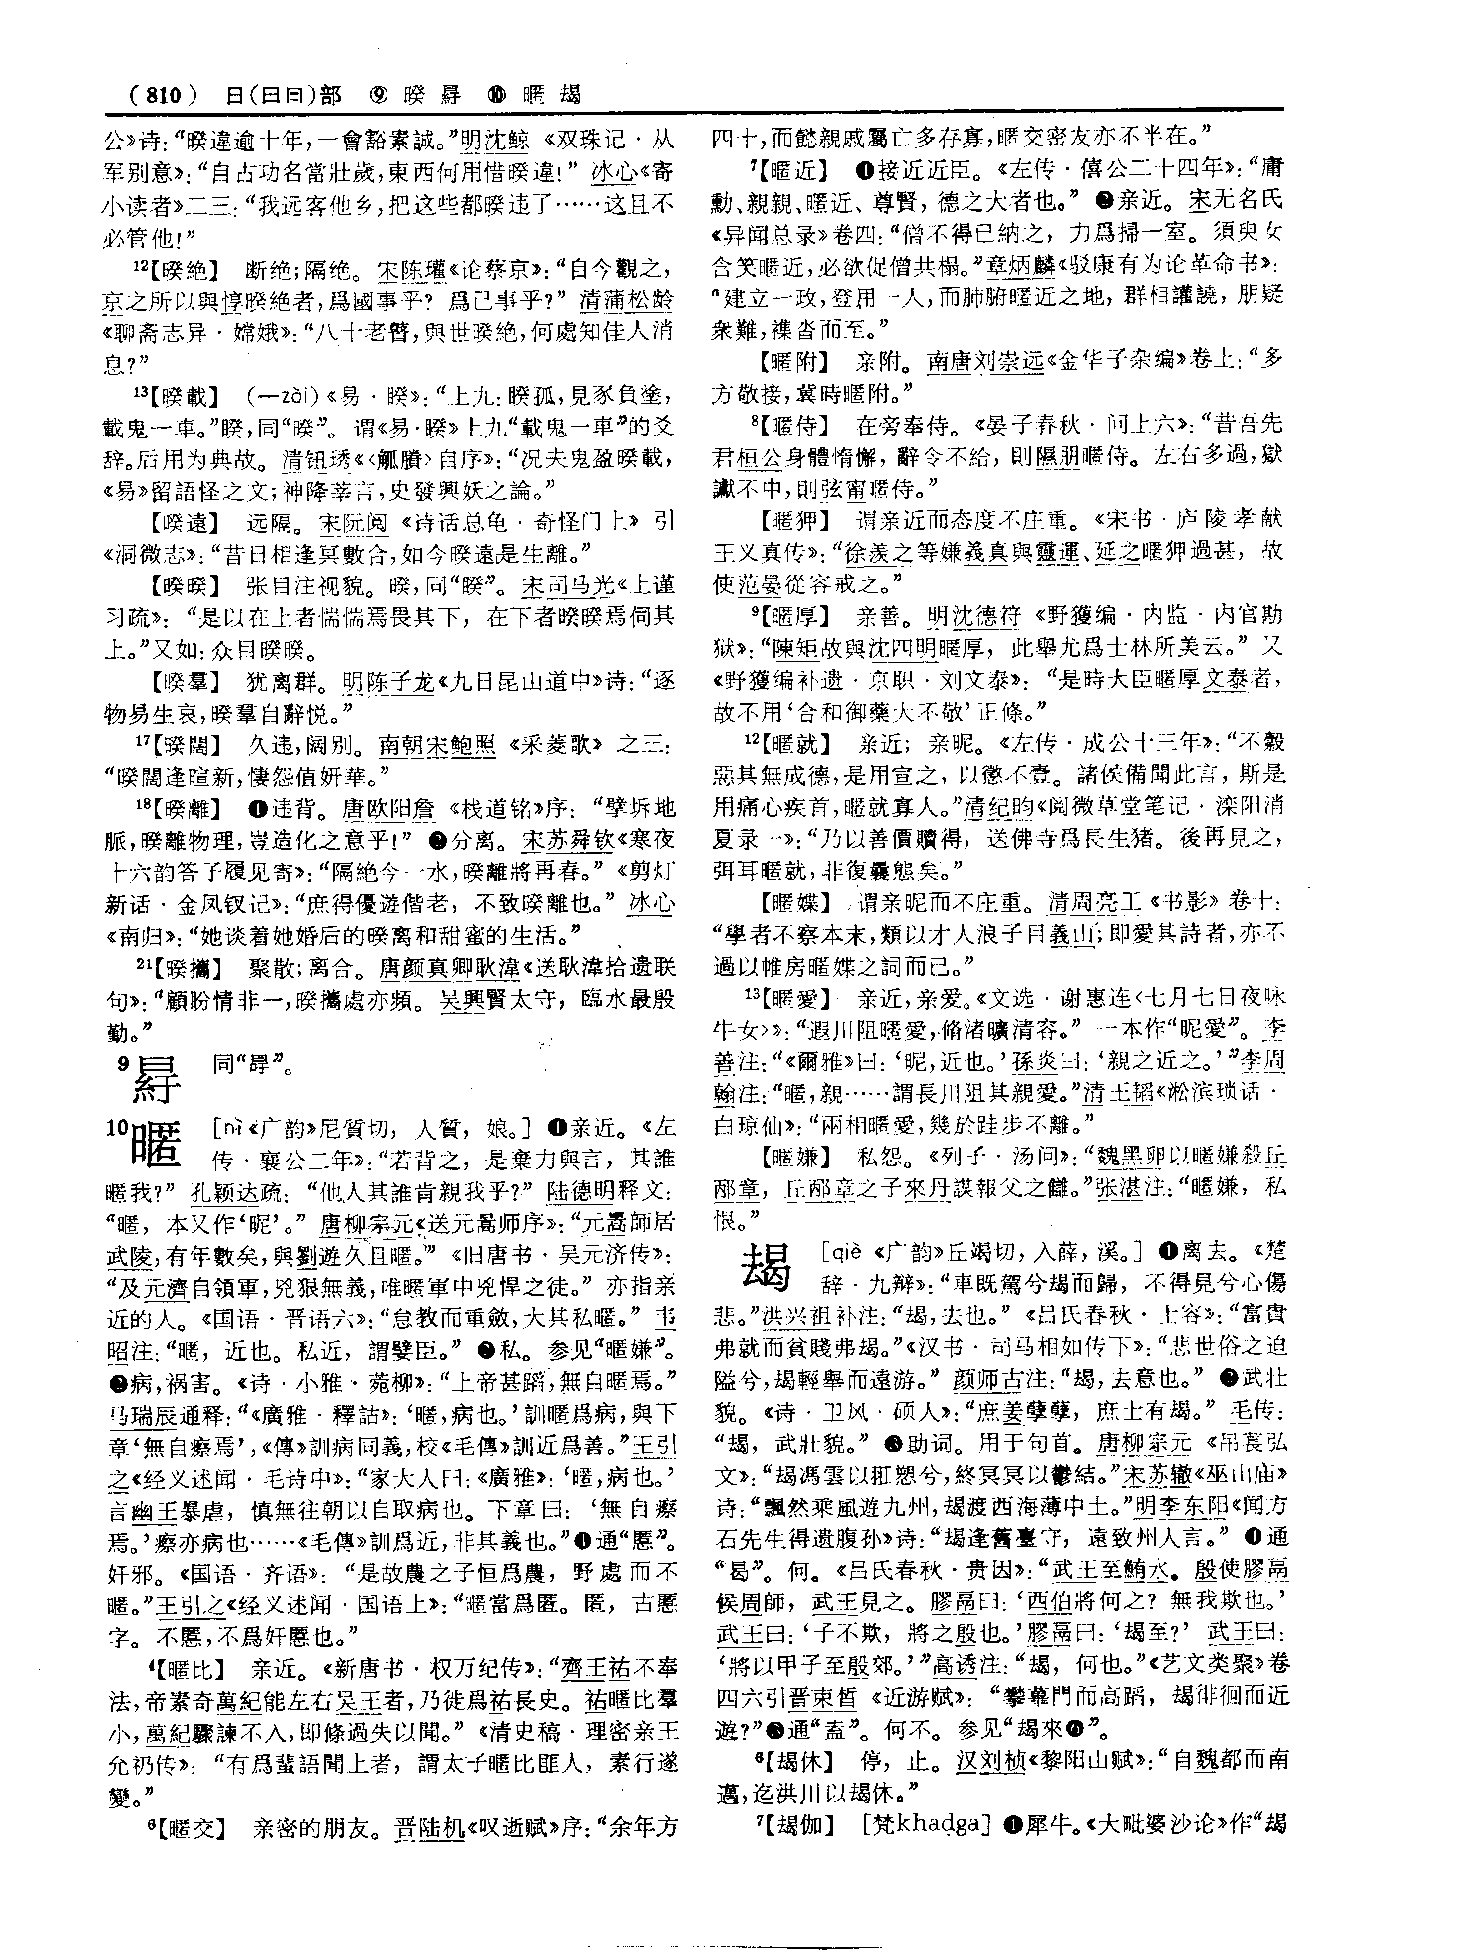 (810) 日(日曰)部 ⑨ 暌 㝵 ⑩ 暱 朅
公》诗：“暌違逾十年，一會豁素誠。”明沈鲸《双珠记·从
军别意》：“自古功名當壯歲，東西何用惜暌違！” 冰心《寄
小读者》二三：“我远客他乡，把这些都暌违了……这且不
必管他！”
12【暌絶】 断绝；隔绝。宋陈瓘《论蔡京》：“自今觀之，
京之所以與惇暌絶者，爲國事乎？ 爲已事乎？” 清蒲松龄
《聊斋志异·嫦娥》：“八十老瞽，與世暌絶，何處知佳人消
息？”
13【暌載】 (—zài)《易·睽》：“上九：睽孤，見豕負塗，
載鬼一車。”暌，同“睽”。谓《易·睽》上九“載鬼一車”的爻
辞。后用为典故。清钮琇《〈觚賸〉自序》：“况夫鬼盈暌載，
《易》留語怪之文；神降莘言，史發興妖之論。”
【暌遠】 远隔。宋阮阅《诗话总龟·奇怪门上》引
《洞微志》：“昔日相逢冥數合，如今暌遠是生離。”
【暌暌】 张目注视貌。暌，同“睽”。宋司马光《上谨
习疏》：“是以在上者惴惴焉畏其下，在下者暌暌焉伺其
上。”又如：众目暌暌。
【暌羣】 犹离群。明陈子龙《九日昆山道中》诗：“逐
物易生哀，暌羣自辭悦。”
17【暌闊】 久违，阔别。南朝宋鲍照《采菱歌》之三：
“暌闊逢暄新，悽怨值妍華。”
18【暌離】 ❶违背。唐欧阳詹《栈道铭》序：“擘坼地
脈，暌離物理，豈造化之意乎！” ❷分离。宋苏舜钦《寒夜
十六韵答子履见寄》：“隔絶今一水，暌離將再春。”《剪灯
新话·金凤钗记》：“庶得優遊偕老，不致暌離也。” 冰心
《南归》：“她谈着她婚后的暌离和甜蜜的生活。”
21【暌攜】 聚散；离合。唐颜真卿耿湋《送耿湋拾遗联
句》：“顧盼情非一，暌攜處亦頻。吴興賢太守，臨水最殷
勤。”
9 同“㝵”。
10暱 [nì《广韵》尼質切，入質，娘。] ❶亲近。《左
传·襄公二年》：“若背之，是棄力與言，其誰
暱我？” 孔颖达疏：“他人其誰肯親我乎？” 陆德明释文：
“暱，本又作‘昵’。” 唐柳宗元《送元暠师序》：“元暠師居
武陵，有年數矣，與劉遊久且暱。”《旧唐书·吴元济传》：
“及元濟自領軍，兇狠無義，唯暱軍中兇悍之徒。” 亦指亲
近的人。《国语·晋语六》：“怠教而重斂，大其私暱。” 韦
昭注：“暱，近也。私近，謂嬖臣。” ❷私。参见“暱嫌”。
❸病，祸害。《诗·小雅·菀柳》：“上帝甚蹈，無自暱焉。”
马瑞辰通释：“《廣雅·釋詁》：‘暱，病也。’訓暱爲病，與下
章‘無自瘵焉’，《傳》訓病同義，校《毛傳》訓近爲善。”王引
之《经义述闻·毛诗中》：“家大人曰：《廣雅》：‘暱，病也。’
言幽王暴虐，慎無往朝以自取病也。下章曰：‘無自瘵
焉。’瘵亦病也……《毛傳》訓爲近，非其義也。”❹通“慝”。
奸邪。《国语·齐语》：“是故農之子恒爲農，野處而不
暱。”王引之《经义述闻·国语上》：“暱當爲匿。匿，古慝
字。不慝，不爲奸慝也。”
4【暱比】 亲近。《新唐书·权万纪传》：“齊王祐不奉
法，帝素奇萬紀能左右吴王者，乃徙爲祐長史。祐暱比羣
小，萬紀驟諫不入，即條過失以聞。”《清史稿·理密亲王
允礽传》：“有爲蜚語聞上者，謂太子暱比匪人，素行遂
變。”
6【暱交】 亲密的朋友。晋陆机《叹逝赋》序：“余年方
四十，而懿親戚屬亡多存寡，暱交密友亦不半在。”
7【暱近】 ❶接近近臣。《左传·僖公二十四年》：“庸
勳、親親、暱近、尊賢，德之大者也。” ❷亲近。宋无名氏
《异闻总录》卷四：“僧不得已納之，力爲掃一室。須臾女
含笑暱近，必欲促僧共榻。”章炳麟《驳康有为论革命书》：
“建立一政，登用一人，而肺腑暱近之地，群相讙譊，朋疑
衆難，襍沓而至。”
【暱附】 亲附。南唐刘崇远《金华子杂编》卷上：“多
方敬接，冀時暱附。”
8【暱侍】 在旁奉侍。《晏子春秋·问上六》：“昔吾先
君桓公身體惰懈，辭令不給，則隰朋暱侍。左右多過，獄
讞不中，則弦甯暱侍。”
【暱狎】 谓亲近而态度不庄重。《宋书·庐陵孝献
王义真传》：“徐羨之等嫌義真與靈運、延之暱狎過甚，故
使范晏從容戒之。”
9【暱厚】 亲善。明沈德符《野獲编·内监·内官勘
狱》：“陳矩故與沈四明暱厚，此舉尤爲士林所美云。” 又
《野獲编补遗·京职·刘文泰》：“是時大臣暱厚文泰者，
故不用‘合和御藥大不敬’正條。”
12【暱就】 亲近；亲昵。《左传·成公十三年》：“不穀
惡其無成德，是用宣之，以懲不壹。諸侯備聞此言，斯是
用痛心疾首，暱就寡人。”清纪昀《阅微草堂笔记·滦阳消
夏录一》：“乃以善價贖得，送佛寺爲長生猪。後再見之，
弭耳暱就，非復曩態矣。”
【暱媟】 谓亲昵而不庄重。清周亮工《书影》卷十：
“學者不察本末，類以才人浪子目義山；即愛其詩者，亦不
過以帷房暱媟之詞而已。”
13【暱愛】 亲近，亲爱。《文选·谢惠连〈七月七日夜咏
牛女〉》：“遐川阻暱愛，脩渚曠清容。” 一本作“昵愛”。李
善注：“《爾雅》曰：‘昵，近也。’孫炎曰：‘親之近之。’”李周
翰注：“暱，親……謂長川阻其親愛。”清王韬《淞滨琐话·
白琼仙》：“兩相暱愛，幾於跬步不離。”
【暱嫌】 私怨。《列子·汤问》：“魏黑卵以暱嫌殺丘
邴章，丘邴章之子來丹謀報父之讎。”张湛注：“暱嫌，私
恨。”
朅 [qiè《广韵》丘竭切，入薛，溪。] ❶离去。《楚
辞·九辩》：“車既駕兮朅而歸，不得見兮心傷
悲。”洪兴祖补注：“朅，去也。”《吕氏春秋·士容》：“富貴
弗就而貧賤弗朅。”《汉书·司马相如传下》：“悲世俗之迫
隘兮，朅輕舉而遠游。” 颜师古注：“朅，去意也。” ❷武壮
貌。《诗·卫风·硕人》：“庶姜孽孽，庶士有朅。” 毛传：
“朅，武壯貌。” ❸助词。用于句首。唐柳宗元《吊苌弘
文》：“朅馮雲以羾愬兮，終冥冥以鬱結。”宋苏辙《巫山庙》
诗：“飄然乘風遊九州，朅渡西海薄中土。”明李东阳《闻方
石先生得遗腹孙》诗：“朅逢舊臺守，遠致州人言。” ❹通
“曷”。何。《吕氏春秋·贵因》：“武王至鮪水。殷使膠鬲
候周師，武王見之。膠鬲曰：‘西伯將何之？無我欺也。’
武王曰：‘子不欺，將之殷也。’膠鬲曰：‘朅至？’ 武王曰：
‘將以甲子至殷郊。’”高诱注：“朅，何也。”《艺文类聚》卷
四六引晋束皙《近游赋》：“攀蓽門而高蹈，朅徘徊而近
遊？”❺通“盍”。何不。参见“朅來❷”。
6【朅休】 停，止。汉刘桢《黎阳山赋》：“自魏都而南
邁，迄洪川以朅休。”
7【朅伽】 [梵khaḍga] ❶犀牛。《大毗婆沙论》作“朅